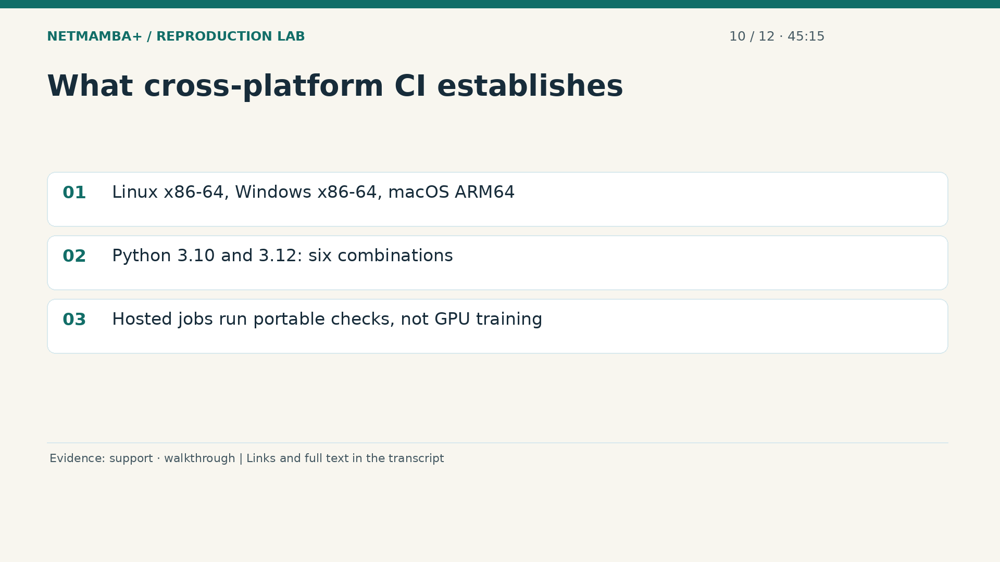 NETMAMBA+ / REPRODUCTION LAB
10 / 12 · 45:15
What cross-platform CI establishes
01 Linux x86-64, Windows x86-64, macOS ARM64
02 Python 3.10 and 3.12: six combinations
03 Hosted jobs run portable checks, not GPU training
Evidence: support · walkthrough | Links and full text in the transcript